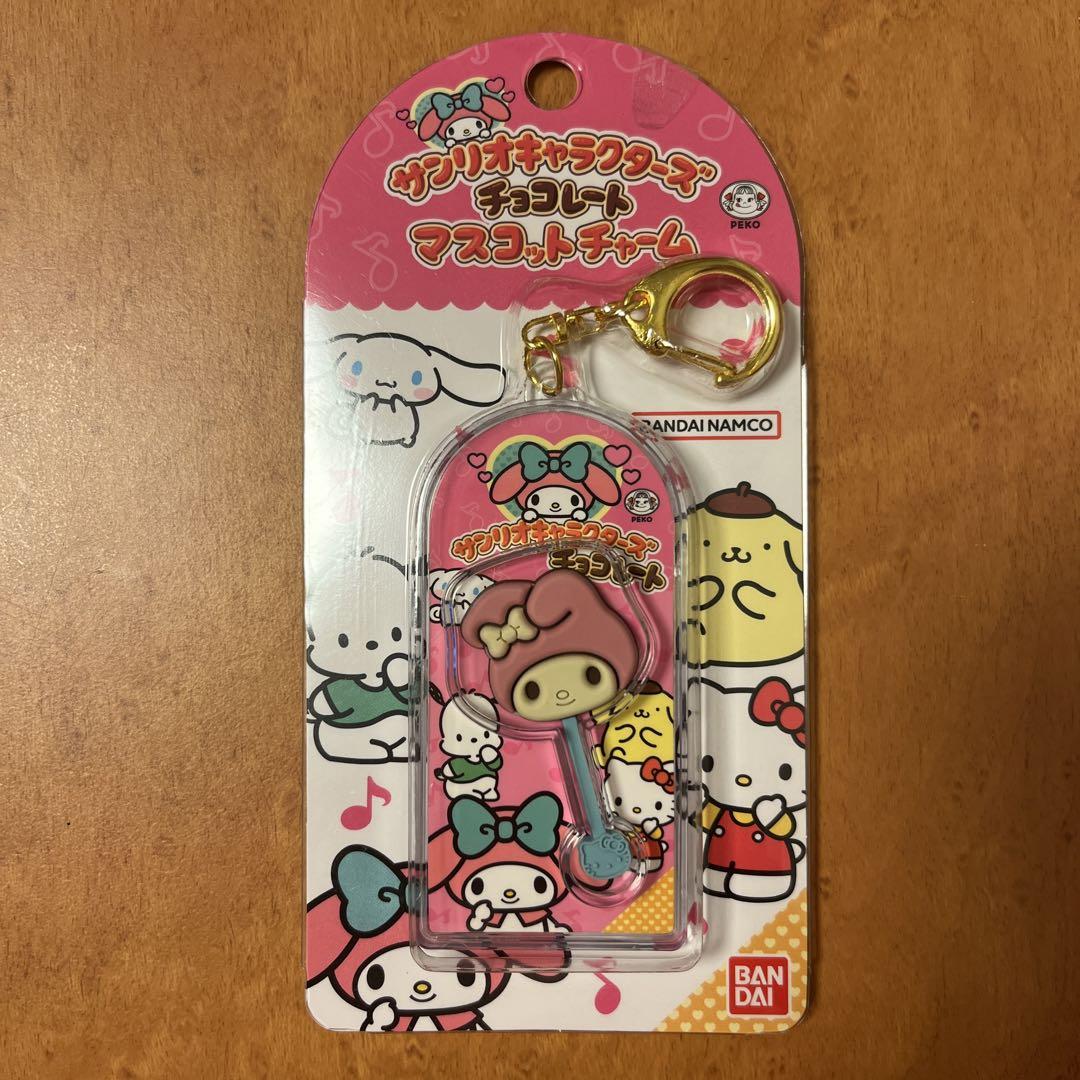 サンリオキャラクターズ
チョコレート
マスコットチャーム
PEKO
BANDAI NAMCO
PEKO
サンリオキャラクターズ
チョコレート
BAN
DAI